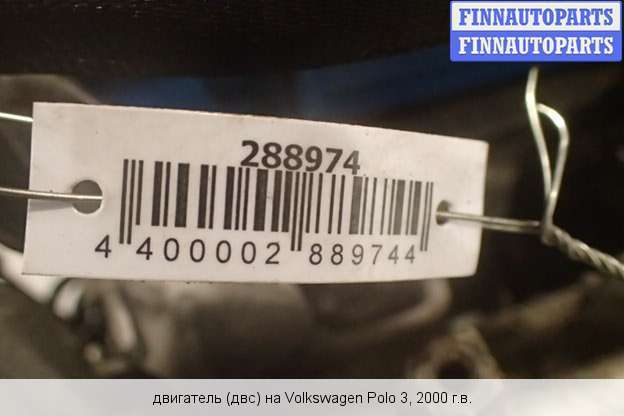 FINNAUTOPARTS
FINNAUTOPARTS
288974
4 400002 889744
двигатель (двс) на Volkswagen Polo 3, 2000 г.в.